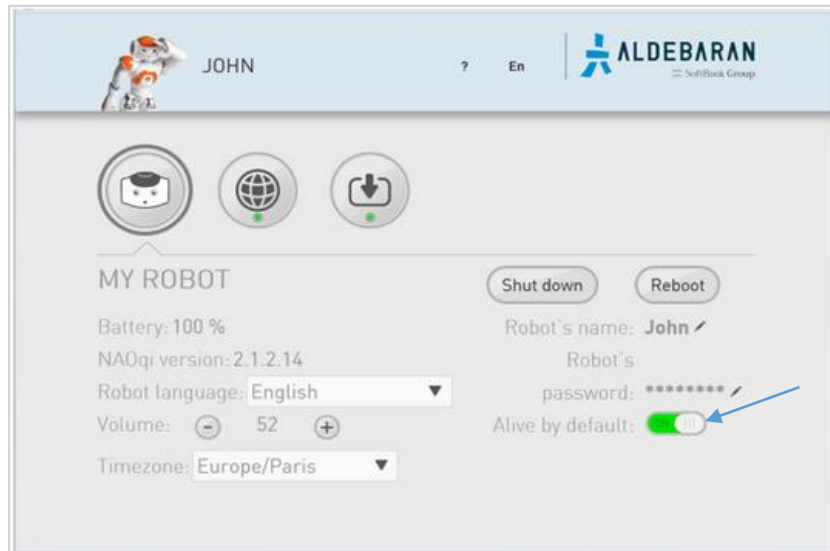 JOHN
? En
ALDEBARAN
SoftBank Group
MY ROBOT
Shut down
Reboot
Battery: 100 %
NAOqi version: 2.1.2.14
Robot language: English
Volume: 52
Timezone: Europe/Paris
Robot's name: John
Robot's
password: ********
Alive by default: ON